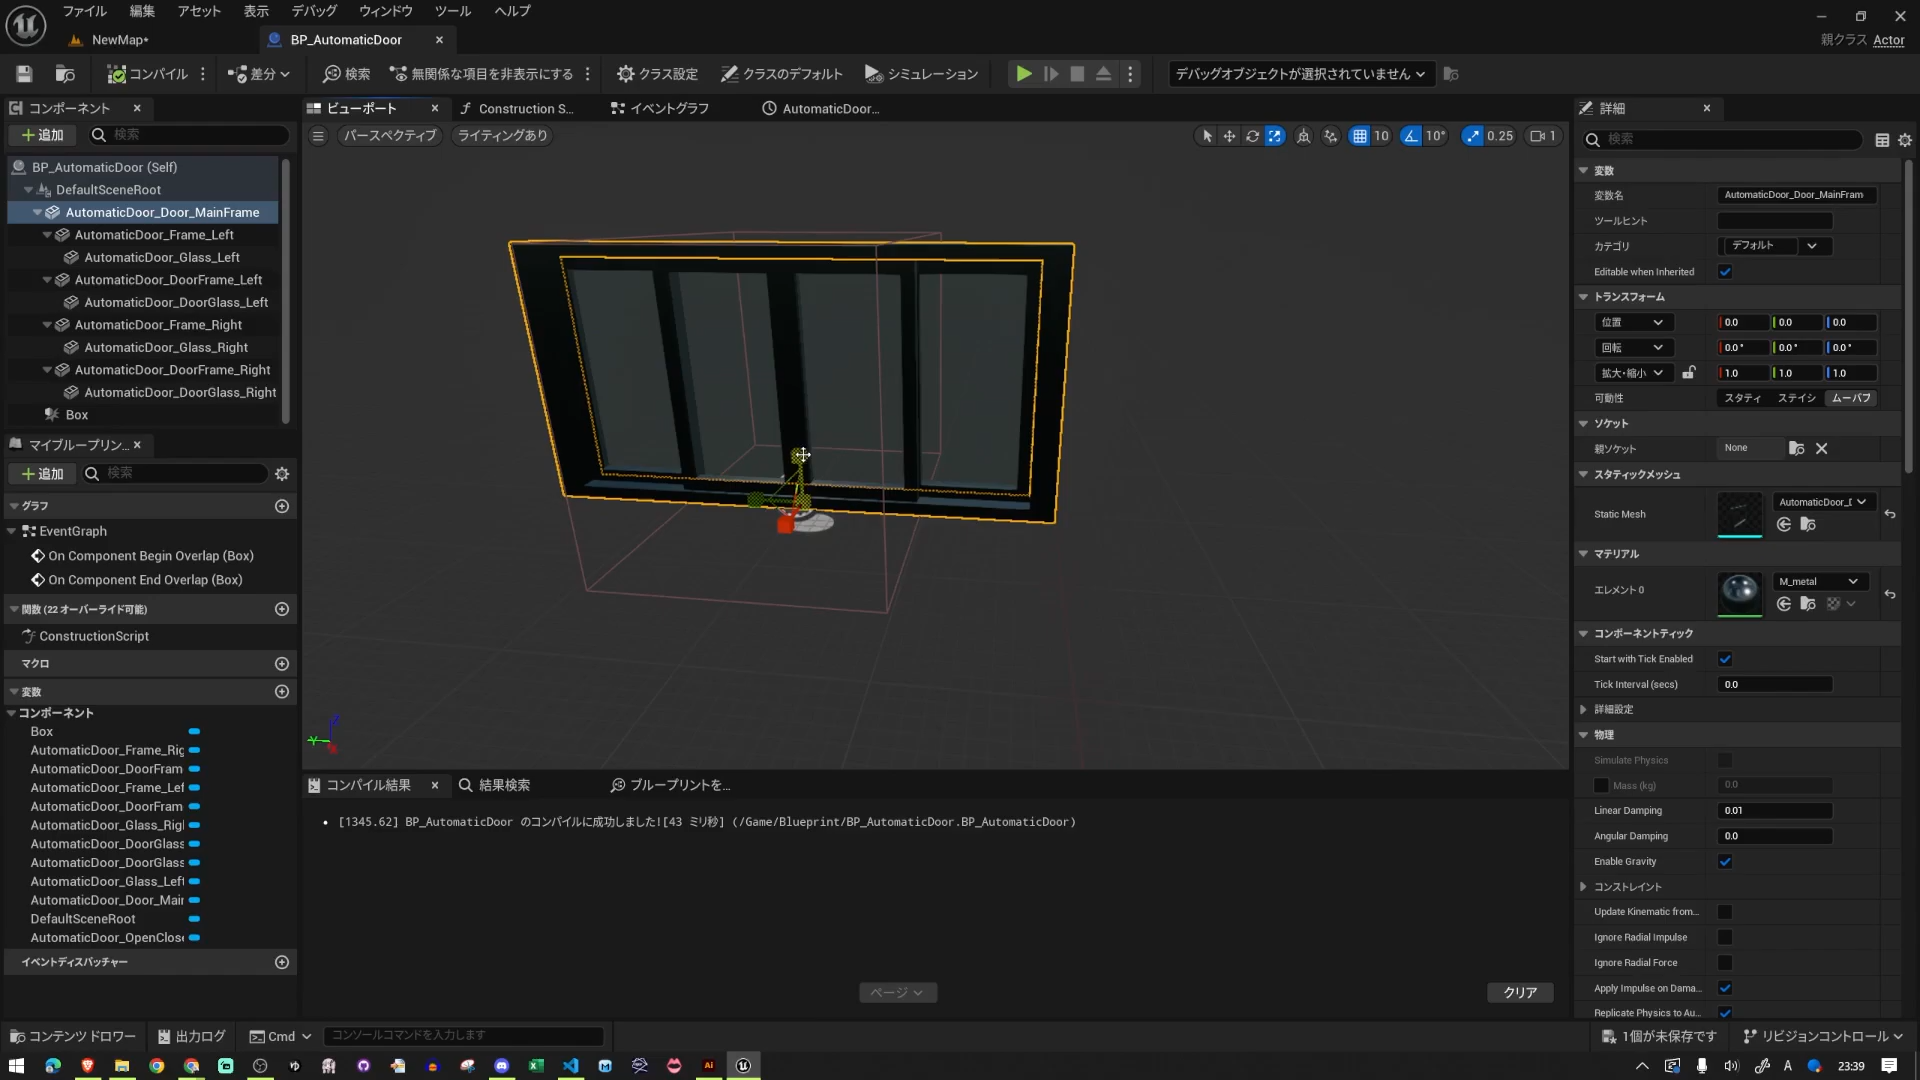 ファイル 編集 アセット 表示 デバッグ ウィンドウ ツール ヘルプ
NewMap*
BP_AutomaticDoor
親クラス Actor
コンパイル 差分 検索 無関係な項目を非表示にする クラス設定 クラスのデフォルト シミュレーション デバッグオブジェクトが選択されていません
コンポーネント
追加 検索
BP_AutomaticDoor (Self)
DefaultSceneRoot
AutomaticDoor_Door_MainFrame
AutomaticDoor_Frame_Left
AutomaticDoor_Glass_Left
AutomaticDoor_DoorFrame_Left
AutomaticDoor_DoorGlass_Left
AutomaticDoor_Frame_Right
AutomaticDoor_Glass_Right
AutomaticDoor_DoorFrame_Right
AutomaticDoor_DoorGlass_Right
Box
マイブループリン...
追加 検索
グラフ
EventGraph
On Component Begin Overlap (Box)
On Component End Overlap (Box)
関数 (22 オーバーライド可能)
ConstructionScript
マクロ
変数
コンポーネント
Box
AutomaticDoor_Frame_Rig
AutomaticDoor_DoorFram
AutomaticDoor_Frame_Lef
AutomaticDoor_DoorFram
AutomaticDoor_Glass_Rigl
AutomaticDoor_DoorGlass
AutomaticDoor_DoorGlass
AutomaticDoor_Glass_Left
AutomaticDoor_Door_Mair
DefaultSceneRoot
AutomaticDoor_OpenClose
イベントディスパッチャー
ビューポート Construction S... イベントグラフ AutomaticDoor...
パースペクティブ ライティングあり 10 10° 0.25 1
コンパイル結果 結果検索 ブループリントを...
[1345.62] BP_AutomaticDoor のコンパイルに成功しました![43 ミリ秒] (/Game/Blueprint/BP_AutomaticDoor.BP_AutomaticDoor)
ページ クリア
詳細
検索
変数
変数名 AutomaticDoor_Door_MainFram
ツールヒント
カテゴリ デフォルト
Editable when Inherited
トランスフォーム
位置 0.0 0.0 0.0
回転 0.0° 0.0° 0.0°
拡大・縮小 1.0 1.0 1.0
可動性 スタティ ステイシ ムーバブ
ソケット
親ソケット None
スタティックメッシュ
Static Mesh AutomaticDoor_D
マテリアル
エレメント 0 M_metal
コンポーネントティック
Start with Tick Enabled
Tick Interval (secs) 0.0
詳細設定
物理
Simulate Physics
Mass (kg) 0.0
Linear Damping 0.01
Angular Damping 0.0
Enable Gravity
コンストレイント
Update Kinematic from...
Ignore Radial Impulse
Ignore Radial Force
Apply Impulse on Dama...
Replicate Physics to Au...
コンテンツ ドロワー 出力ログ Cmd コンソールコマンドを入力します 1個が未保存です リビジョンコントロール
Ai A 23:39